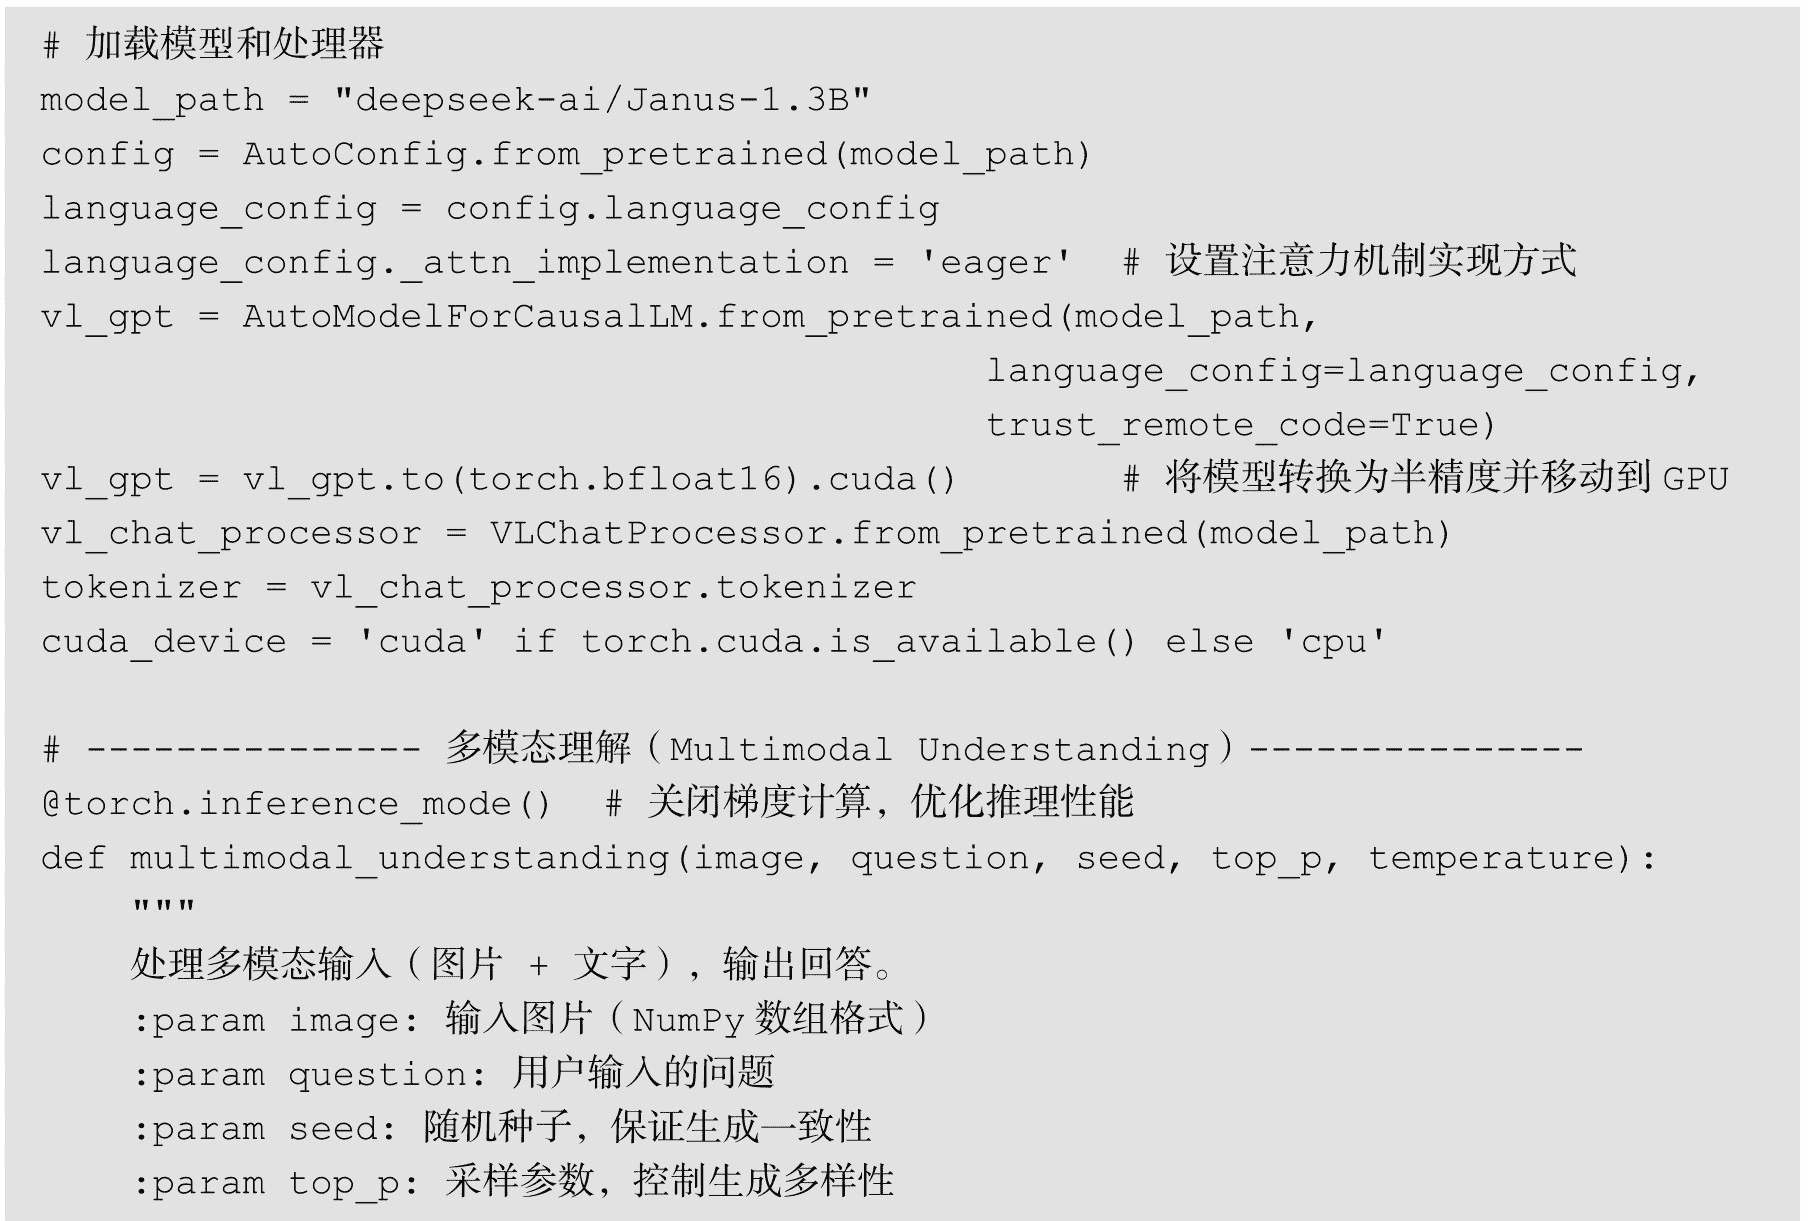 # 加载模型和处理器
model_path = "deepseek-ai/Janus-1.3B"
config = AutoConfig.from_pretrained(model_path)
language_config = config.language_config
language_config._attn_implementation = 'eager'  # 设置注意力机制实现方式
vl_gpt = AutoModelForCausalLM.from_pretrained(model_path,
                                          language_config=language_config,
                                          trust_remote_code=True)
vl_gpt = vl_gpt.to(torch.bfloat16).cuda()       # 将模型转换为半精度并移动到 GPU
vl_chat_processor = VLChatProcessor.from_pretrained(model_path)
tokenizer = vl_chat_processor.tokenizer
cuda_device = 'cuda' if torch.cuda.is_available() else 'cpu'

# --------------- 多模态理解（Multimodal Understanding）---------------
@torch.inference_mode()  # 关闭梯度计算，优化推理性能
def multimodal_understanding(image, question, seed, top_p, temperature):
    """
    处理多模态输入（图片 + 文字），输出回答。
    :param image: 输入图片（NumPy 数组格式）
    :param question: 用户输入的问题
    :param seed: 随机种子，保证生成一致性
    :param top_p: 采样参数，控制生成多样性